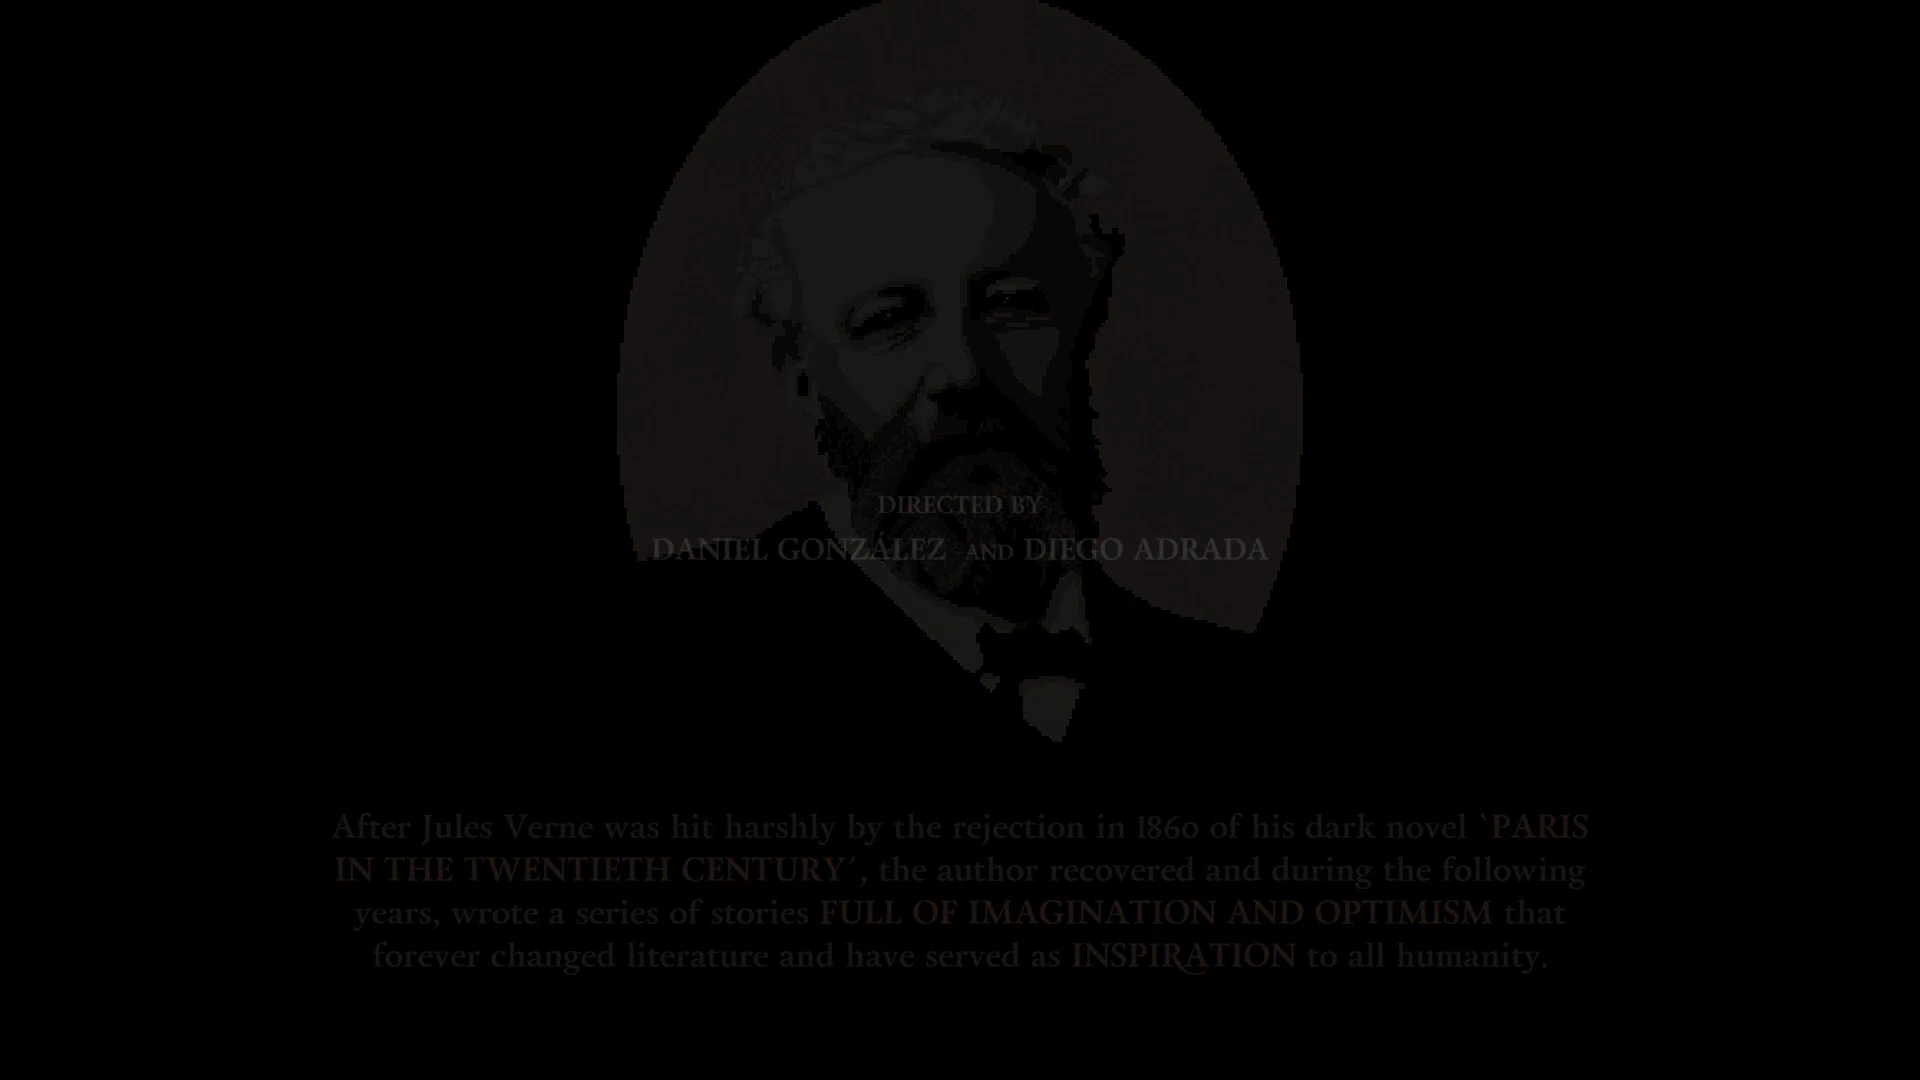 DIRECTED BY
DANIEL GONZÁLEZ AND DIEGO ADRADA
After Jules Verne was hit harshly by the rejection in 1860 of his dark novel `PARIS
IN THE TWENTIETH CENTURY´, the author recovered and during the following
years, wrote a series of stories FULL OF IMAGINATION AND OPTIMISM that
forever changed literature and have served as INSPIRATION to all humanity.